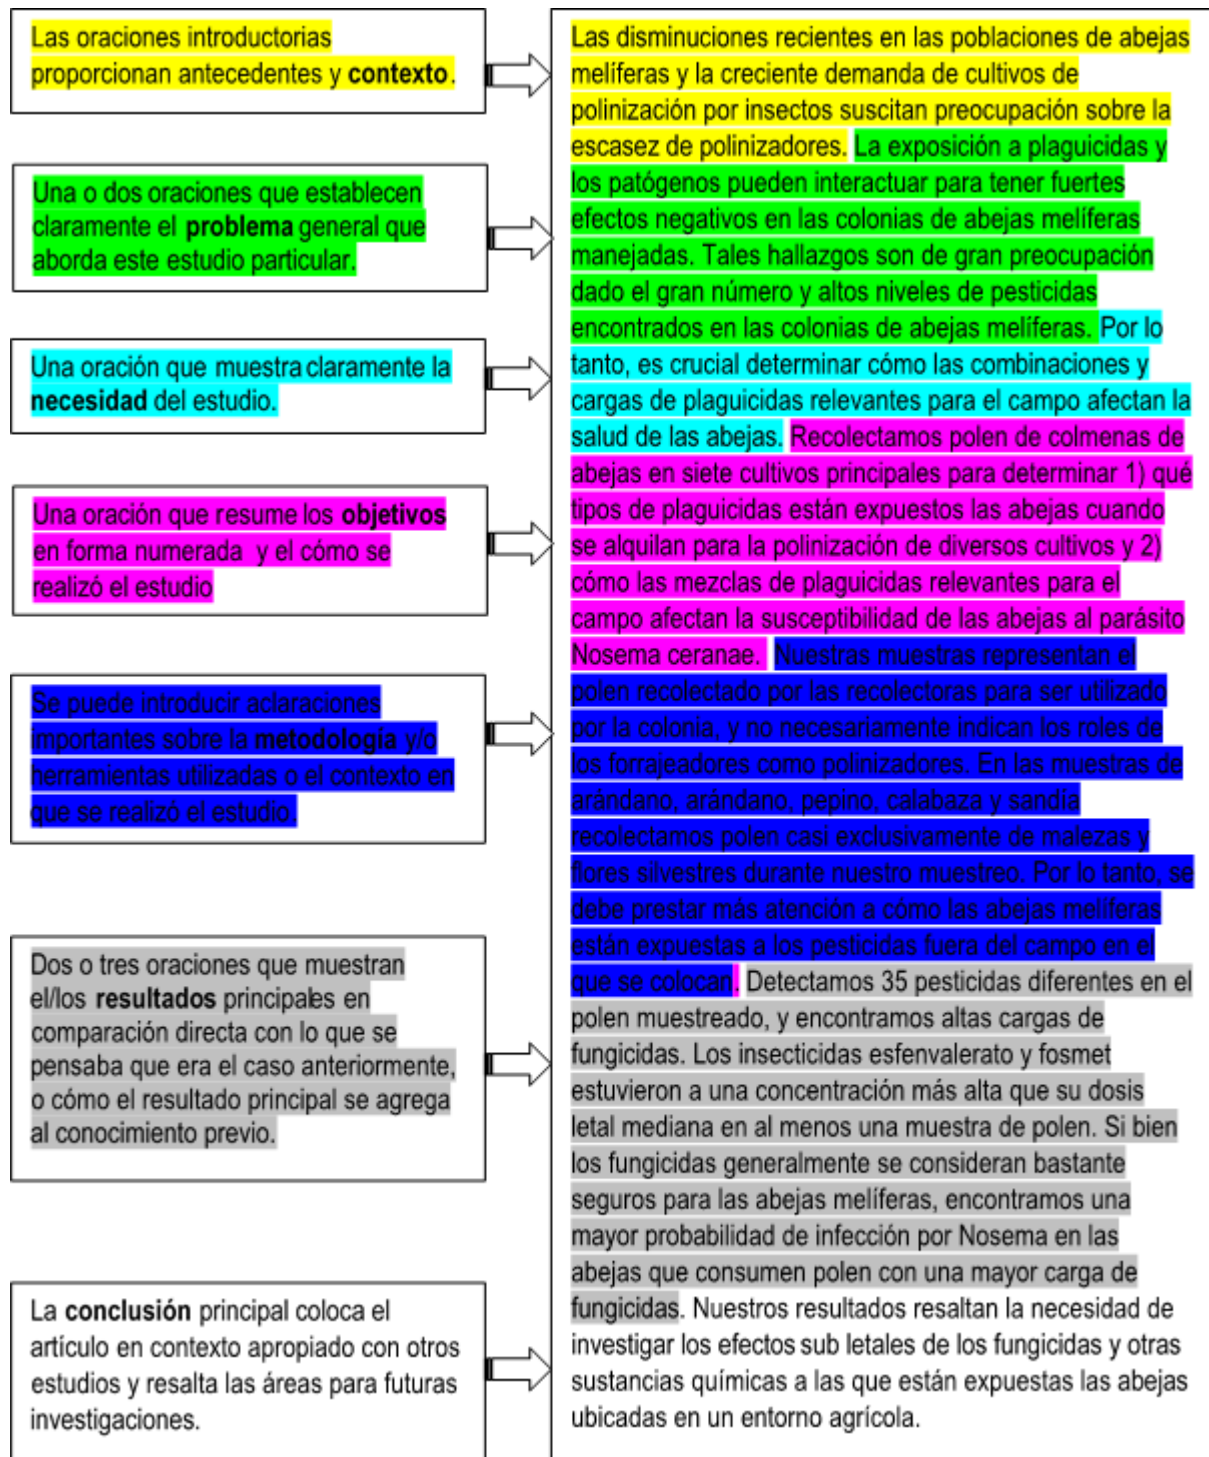 Las oraciones introductorias
proporcionan antecedentes y contexto.
Una o dos oraciones que establecen
claramente el problema general que
aborda este estudio particular.
Una oración que muestra claramente la
necesidad del estudio.
Una oración que resume los objetivos
en forma numerada y el cómo se
realizó el estudio
Se puede introducir aclaraciones
importantes sobre la metodología y/o
herramientas utilizadas o el contexto en
que se realizó el estudio.
Dos o tres oraciones que muestran
el/los resultados principales en
comparación directa con lo que se
pensaba que era el caso anteriormente,
o cómo el resultado principal se agrega
al conocimiento previo.
La conclusión principal coloca el
artículo en contexto apropiado con otros
estudios y resalta las áreas para futuras
investigaciones.
Las disminuciones recientes en las poblaciones de abejas
melíferas y la creciente demanda de cultivos de
polinización por insectos suscitan preocupación sobre la
escasez de polinizadores. La exposición a plaguicidas y
los patógenos pueden interactuar para tener fuertes
efectos negativos en las colonias de abejas melíferas
manejadas. Tales hallazgos son de gran preocupación
dado el gran número y altos niveles de pesticidas
encontrados en las colonias de abejas melíferas. Por lo
tanto, es crucial determinar cómo las combinaciones y
cargas de plaguicidas relevantes para el campo afectan la
salud de las abejas. Recolectamos polen de colmenas de
abejas en siete cultivos principales para determinar 1) qué
tipos de plaguicidas están expuestos las abejas cuando
se alquilan para la polinización de diversos cultivos y 2)
cómo las mezclas de plaguicidas relevantes para el
campo afectan la susceptibilidad de las abejas al parásito
Nosema ceranae. Nuestras muestras representan el
polen recolectado por las recolectoras para ser utilizado
por la colonia, y no necesariamente indican los roles de
los forrajeadores como polinizadores. En las muestras de
arándano, arándano, pepino, calabaza y sandía
recolectamos polen casi exclusivamente de malezas y
flores silvestres durante nuestro muestreo. Por lo tanto, se
debe prestar más atención a cómo las abejas melíferas
están expuestas a los pesticidas fuera del campo en el
que se colocan. Detectamos 35 pesticidas diferentes en el
polen muestreado, y encontramos altas cargas de
fungicidas. Los insecticidas esfenvalerato y fosmet
estuvieron a una concentración más alta que su dosis
letal mediana en al menos una muestra de polen. Si bien
los fungicidas generalmente se consideran bastante
seguros para las abejas melíferas, encontramos una
mayor probabilidad de infección por Nosema en las
abejas que consumen polen con una mayor carga de
fungicidas. Nuestros resultados resaltan la necesidad de
investigar los efectos sub letales de los fungicidas y otras
sustancias químicas a las que están expuestas las abejas
ubicadas en un entorno agrícola.